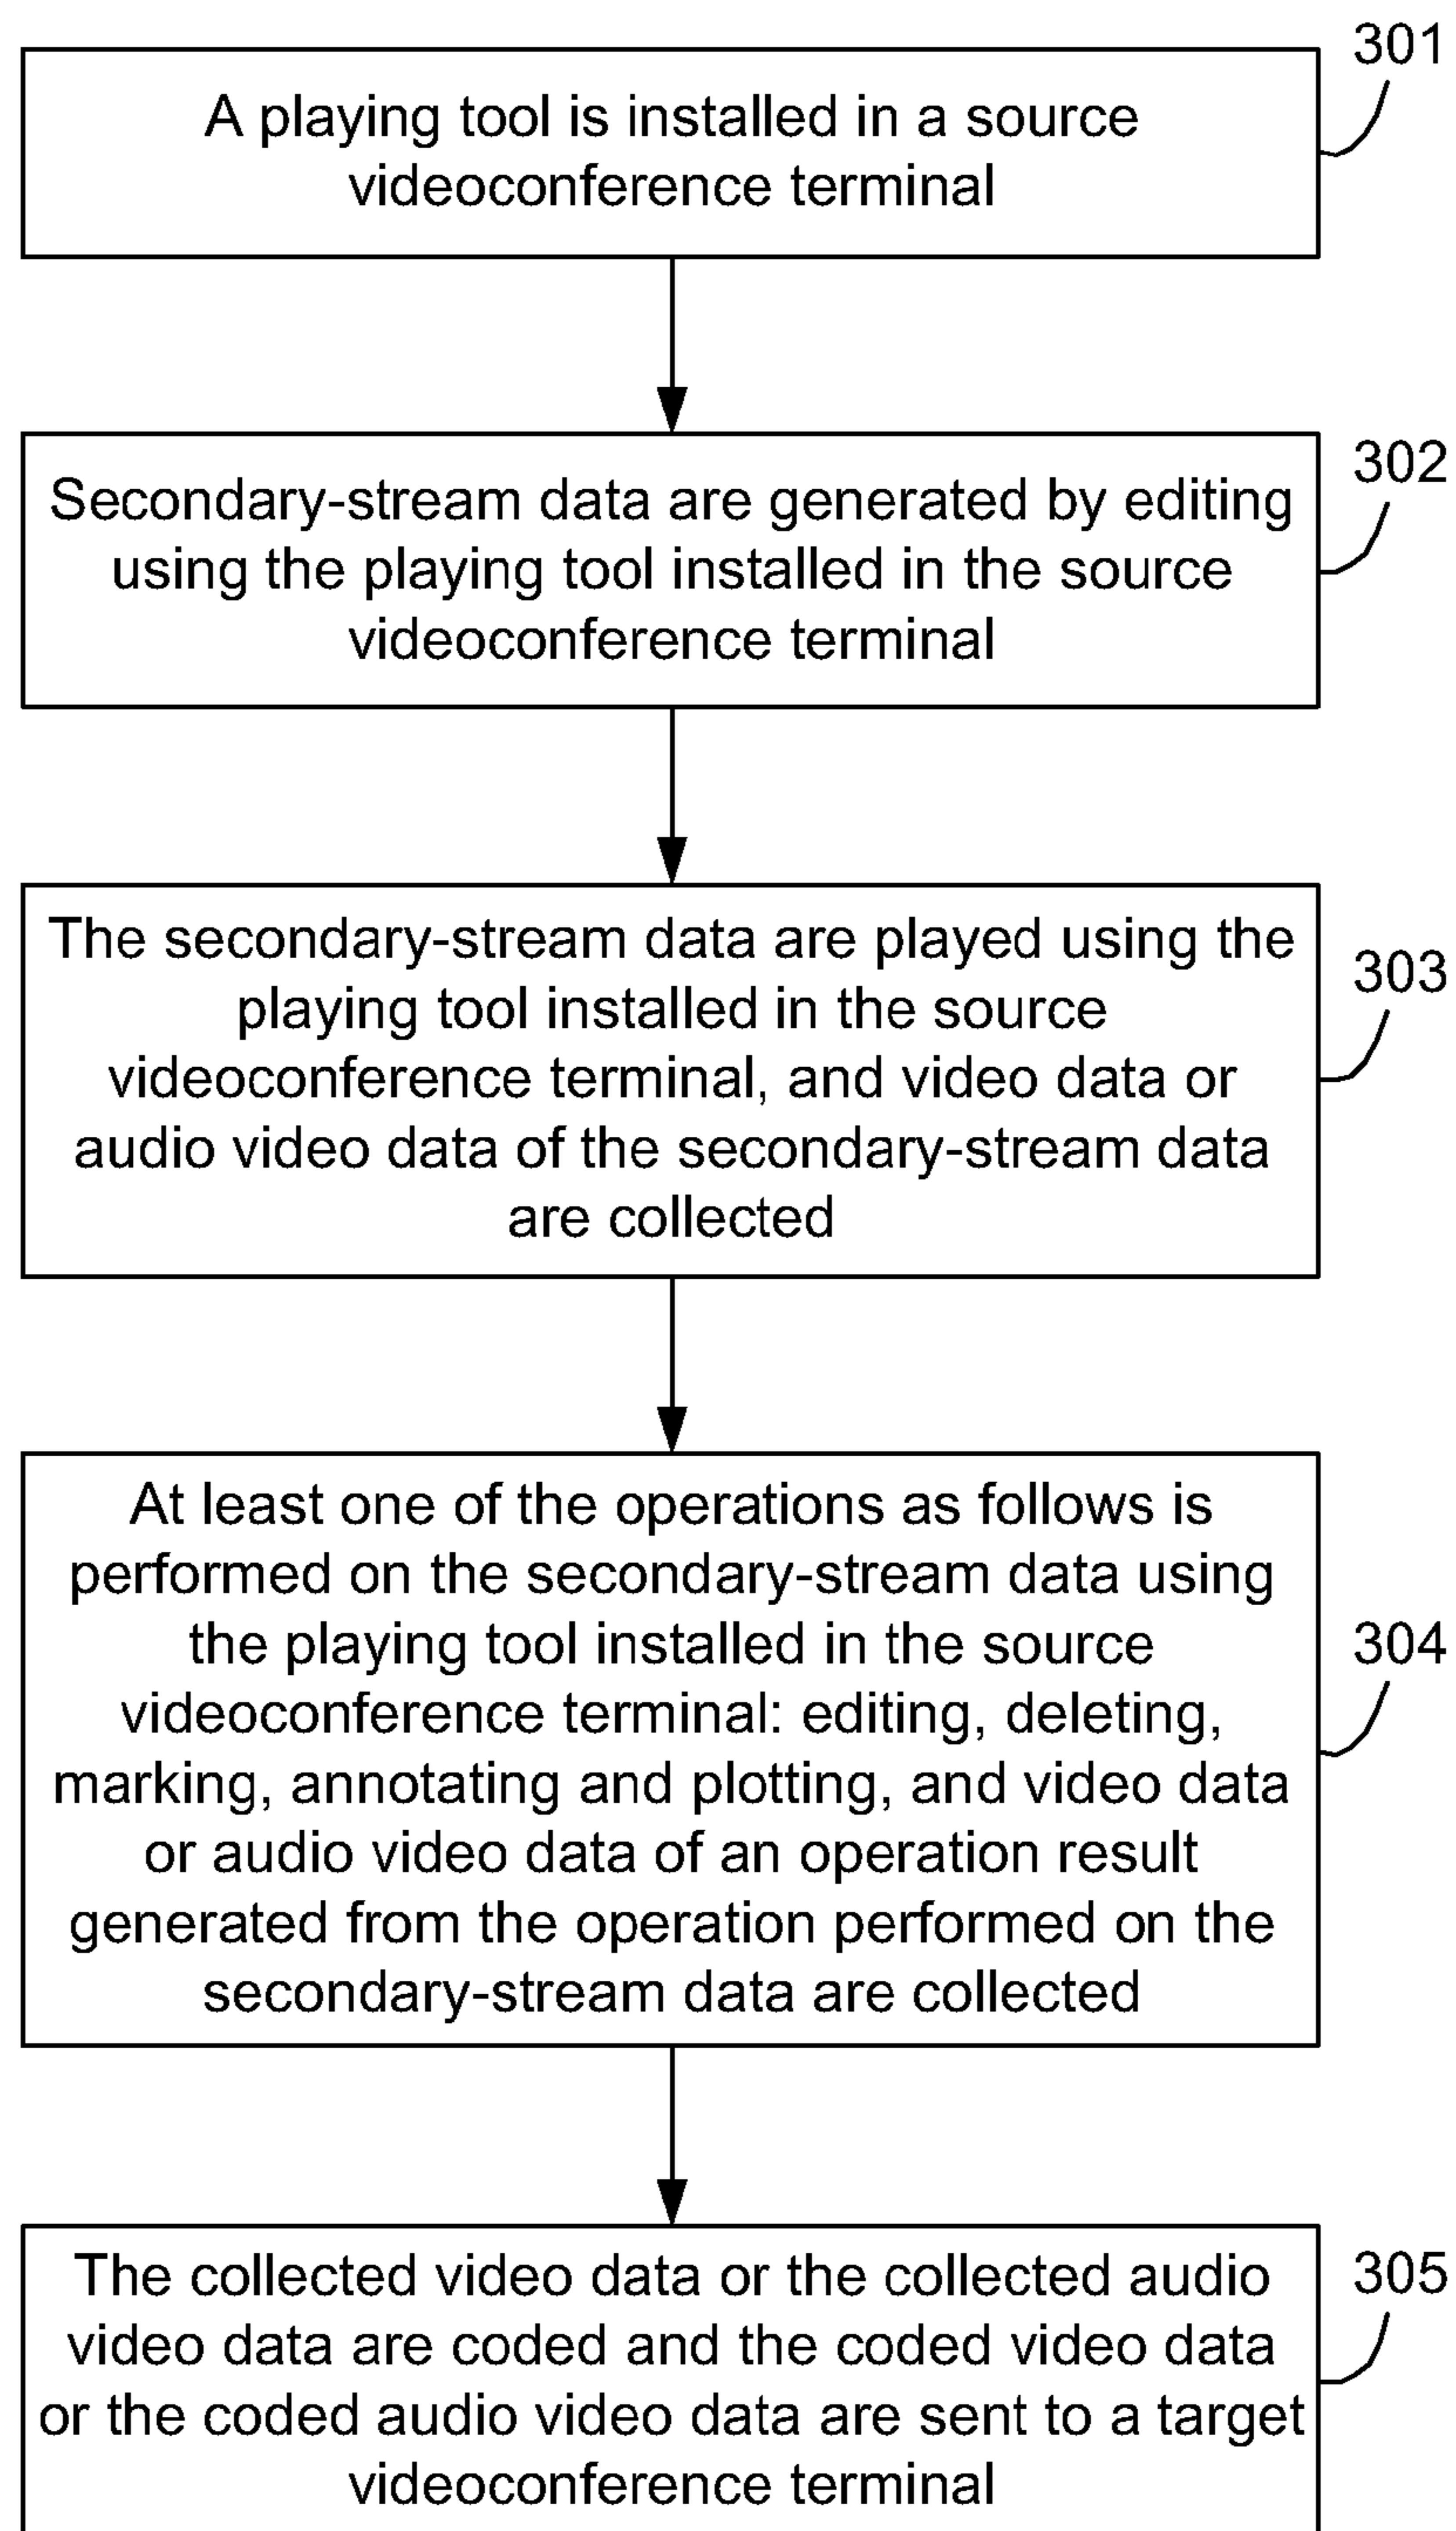 301
A playing tool is installed in a source
videoconference terminal
302
Secondary-stream data are generated by editing
using the playing tool installed in the source
videoconference terminal
The secondary-stream data are played using the
playing tool installed in the source
303
videoconference terminal, and video data or
audio video data of the secondary-stream data
are collected
At least one of the operations as follows is
performed on the secondary-stream data using
the playing tool installed in the source
304
videoconference terminal: editing, deleting,
marking, annotating and plotting, and video data
or audio video data of an operation result
generated from the operation performed on the
secondary-stream data are collected
305
The collected video data or the collected audio
video data are coded and the coded video data
or the coded audio video data are sent to a target
videoconference terminal